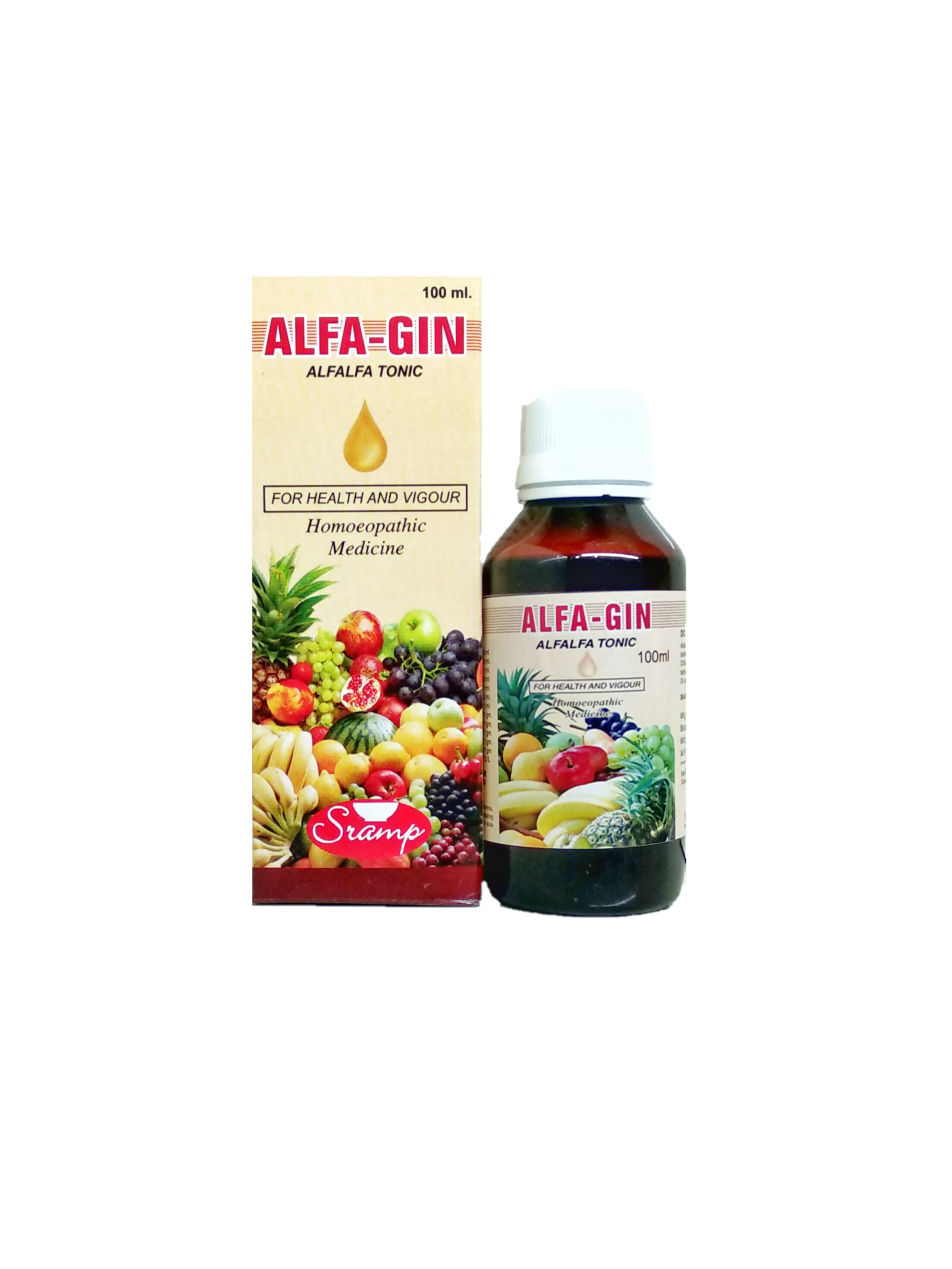 100 ml.
ALFA-GIN
ALFALFA TONIC
FOR HEALTH AND VIGOUR
Homoeopathic
Medicine
Sramp
ALFA-GIN
ALFALFA TONIC
100ml
FOR HEALTH AND VIGOUR
Homoeopathic
Medicine